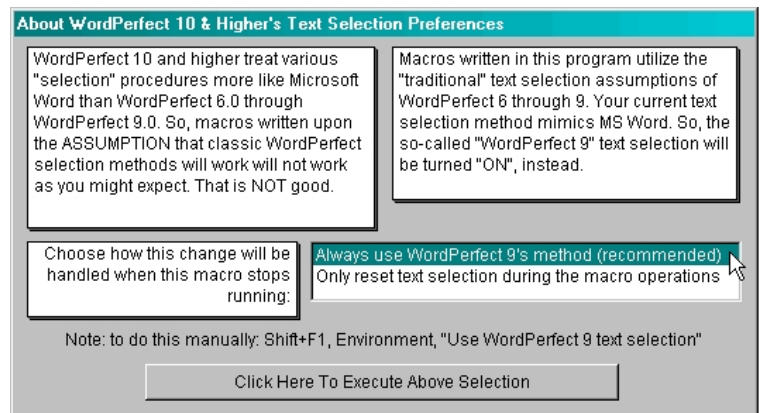 About WordPerfect 10 & Higher's Text Selection Preferences
WordPerfect 10 and higher treat various
"selection" procedures more like Microsoft
Word than WordPerfect 6.0 through
WordPerfect 9.0. So, macros written upon
the ASSUMPTION that classic WordPerfect
selection methods will work will not work
as you might expect. That is NOT good.
Macros written in this program utilize the
"traditional" text selection assumptions of
WordPerfect 6 through 9. Your current text
selection method mimics MS Word. So, the
so-called "WordPerfect 9" text selection will
be turned "ON", instead.
Choose how this change will be
handled when this macro stops
running:
Always use WordPerfect 9's method (recommended)
Only reset text selection during the macro operations
Note: to do this manually: Shift+F1, Environment, "Use WordPerfect 9 text selection"
Click Here To Execute Above Selection